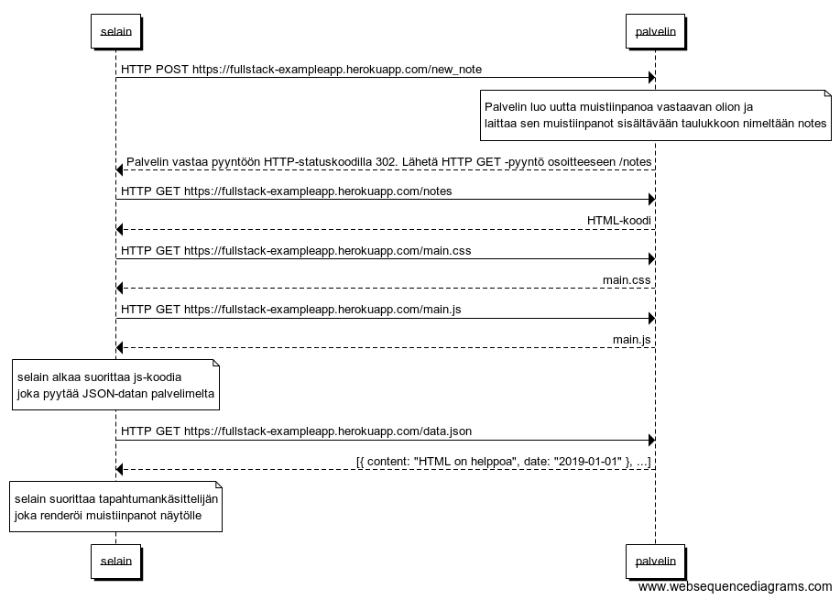 selain palvelin
HTTP POST https://fullstack-exampleapp.herokuapp.com/new_note
Palvelin luo uutta muistiinpanoa vastaavan olion ja
laittaa sen muistiinpanot sisältävään taulukkoon nimeltään notes
Palvelin vastaa pyyntöön HTTP-statuskoodilla 302. Lähetä HTTP GET -pyyntö osoitteeseen /notes
HTTP GET https://fullstack-exampleapp.herokuapp.com/notes
HTML-koodi
HTTP GET https://fullstack-exampleapp.herokuapp.com/main.css
main.css
HTTP GET https://fullstack-exampleapp.herokuapp.com/main.js
main.js
selain alkaa suorittaa js-koodia
joka pyytää JSON-datan palvelimelta
HTTP GET https://fullstack-exampleapp.herokuapp.com/data.json
[{ content: "HTML on helppoa", date: "2019-01-01" }, ...]
selain suorittaa tapahtumankäsittelijän
joka renderöi muistiinpanot näytölle
selain palvelin
www.websequencediagrams.com